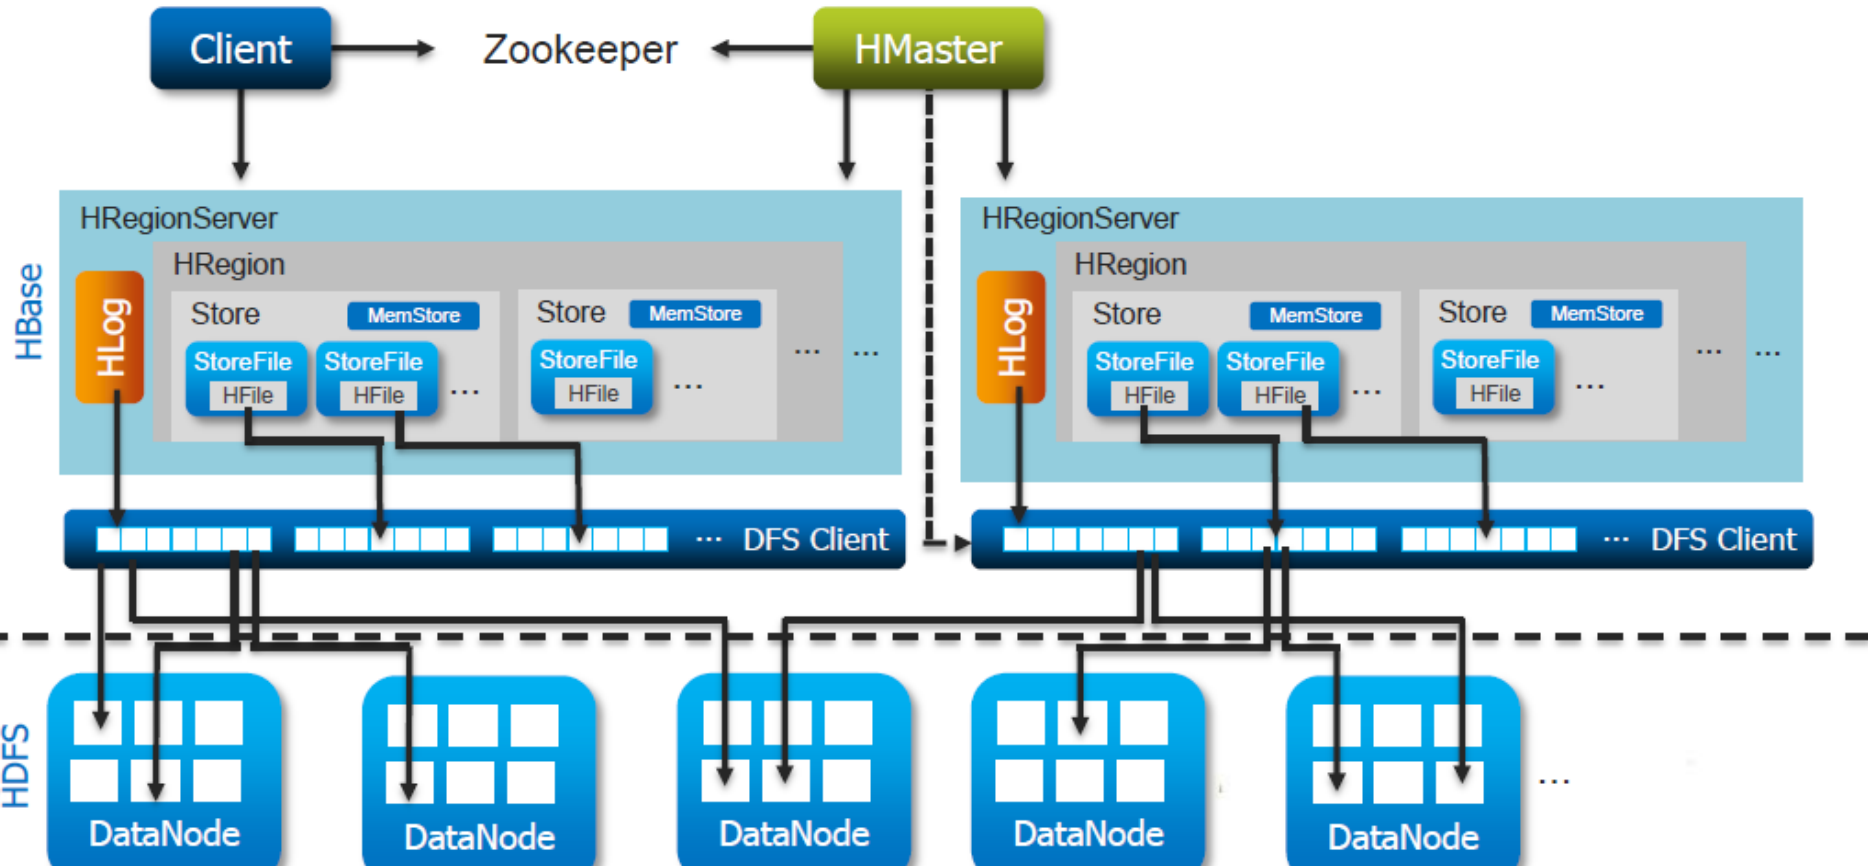 Client
Zookeeper
HMaster
HBase
HRegionServer
HRegion
HLog
Store
MemStore
StoreFile
HFile
StoreFile
HFile
...
Store
MemStore
StoreFile
HFile
...
...
...
HRegionServer
HRegion
HLog
Store
MemStore
StoreFile
HFile
StoreFile
HFile
...
Store
MemStore
StoreFile
HFile
...
...
...
... DFS Client
... DFS Client
HDFS
DataNode
DataNode
DataNode
DataNode
DataNode
...